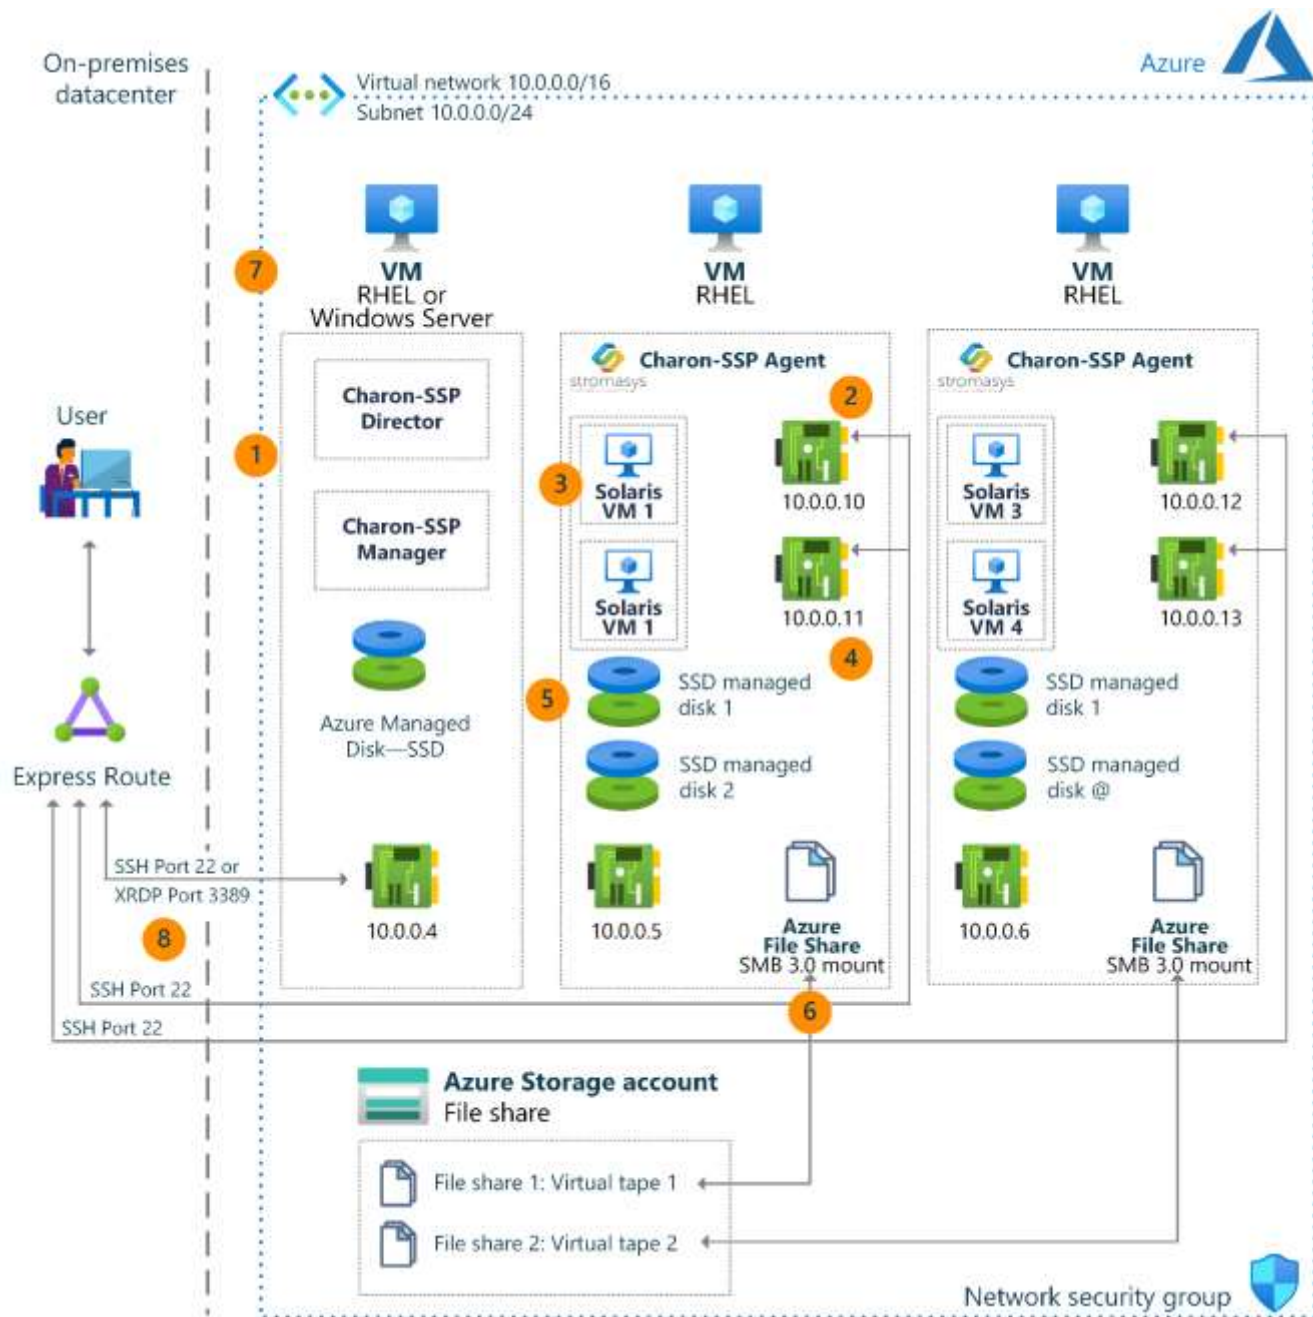 On-premises
datacenter
Azure
Virtual network 10.0.0.0/16
Subnet 10.0.0.0/24
7
VM
RHEL or
Windows Server
VM
RHEL
VM
RHEL
User
1
Charon-SSP
Director
Charon-SSP
Manager
Azure Managed
Disk—SSD
10.0.0.4
stromasys
Charon-SSP Agent
2
3
Solaris
VM 1
10.0.0.10
Solaris
VM 1
10.0.0.11
4
5
SSD managed
disk 1
SSD managed
disk 2
10.0.0.5
Azure
File Share
SMB 3.0 mount
6
stromasys
Charon-SSP Agent
Solaris
VM 3
10.0.0.12
Solaris
VM 4
10.0.0.13
SSD managed
disk 1
SSD managed
disk @
10.0.0.6
Azure
File Share
SMB 3.0 mount
Express Route
SSH Port 22 or
XRDP Port 3389
8
SSH Port 22
SSH Port 22
Azure Storage account
File share
File share 1: Virtual tape 1
File share 2: Virtual tape 2
Network security group